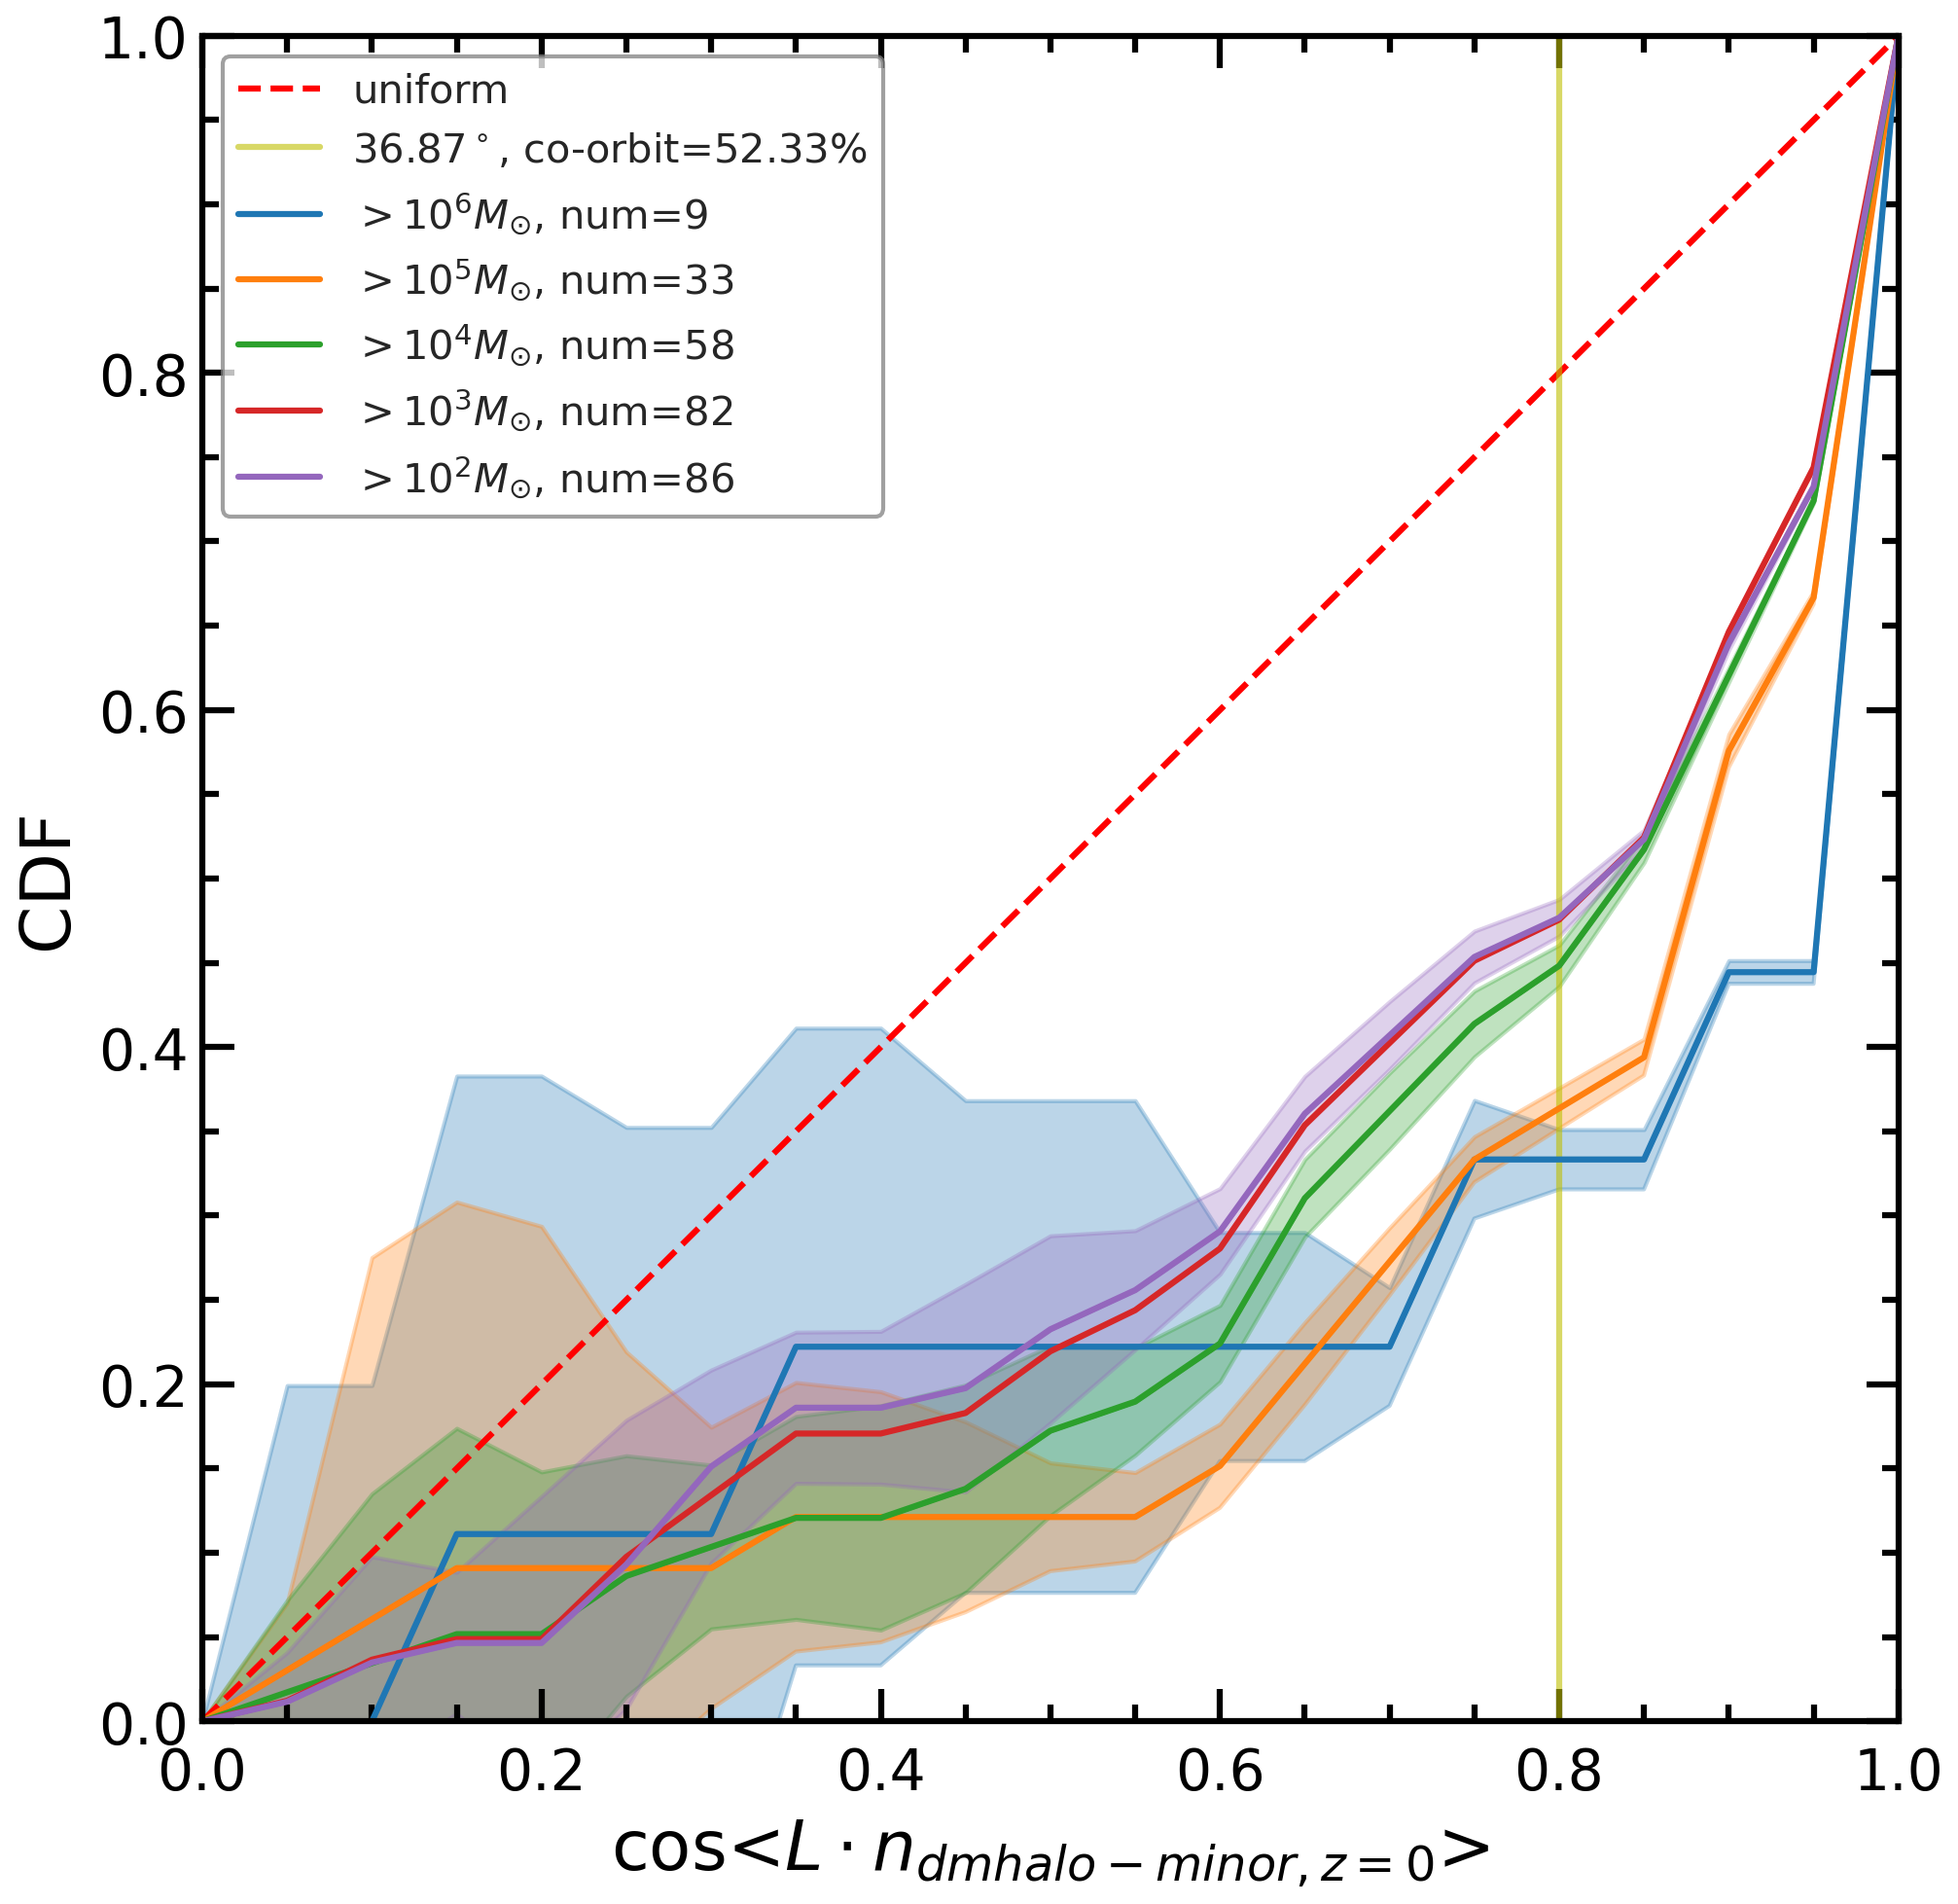 1.0
0.8
0.6
0.4
0.2
0.0
CDF
uniform
36.87°, co-orbit=52.33%
> 10⁶M⊙, num=9
> 10⁵M⊙, num=33
> 10⁴M⊙, num=58
> 10³M⊙, num=82
> 10²M⊙, num=86
0.0 0.2 0.4 0.6 0.8 1.0
cos<L · n_{dmhalo−minor, z=0}>